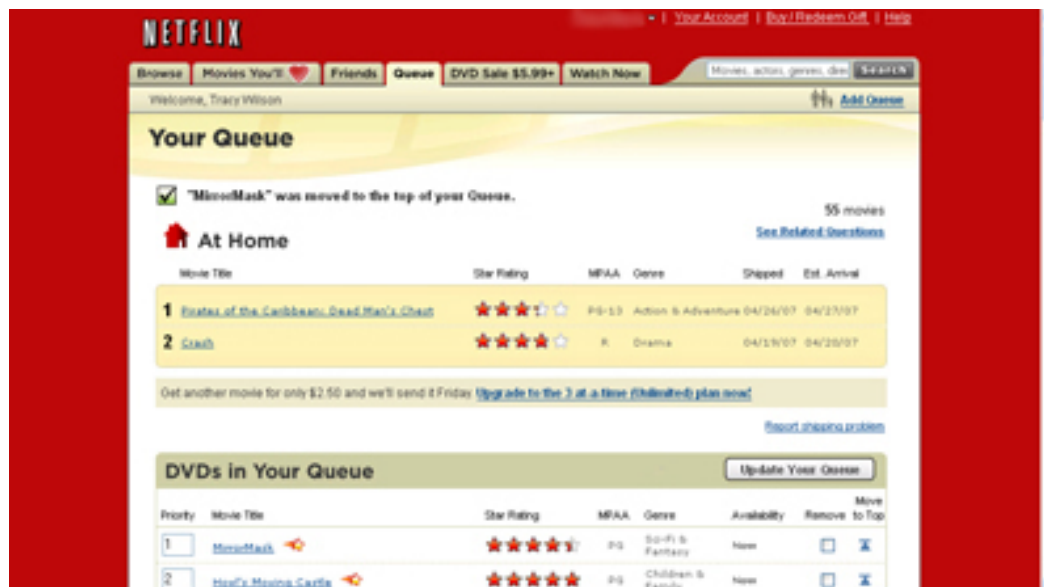 NETFLIX
Your Account | Buy / Redeem Gift | Help
Browse Movies You'll Friends Queue DVD Sale $5.99+ Watch Now
Movies, actors, genres, Search
Welcome, Tracy Wilson Add Queue
Your Queue
"MirrorMask" was moved to the top of your Queue.
55 movies
See Related Questions
At Home
Movie Title Star Rating MPAA Genre Shipped Est. Arrival
1 Pirates of the Caribbean: Dead Man's Chest PG-13 Action & Adventure 04/26/07 04/27/07
2 Crash R Drama 04/19/07 04/20/07
Get another movie for only $2.50 and we'll send it Friday. Upgrade to the 3 at a time (Unlimited) plan now!
Report shipping problem
DVDs in Your Queue Update Your Queue
Priority Movie Title Star Rating MPAA Genre Availability Remove Move to Top
1 MirrorMask PG Sci-Fi & Fantasy Now
2 Howl's Moving Castle PG Children & Family Now